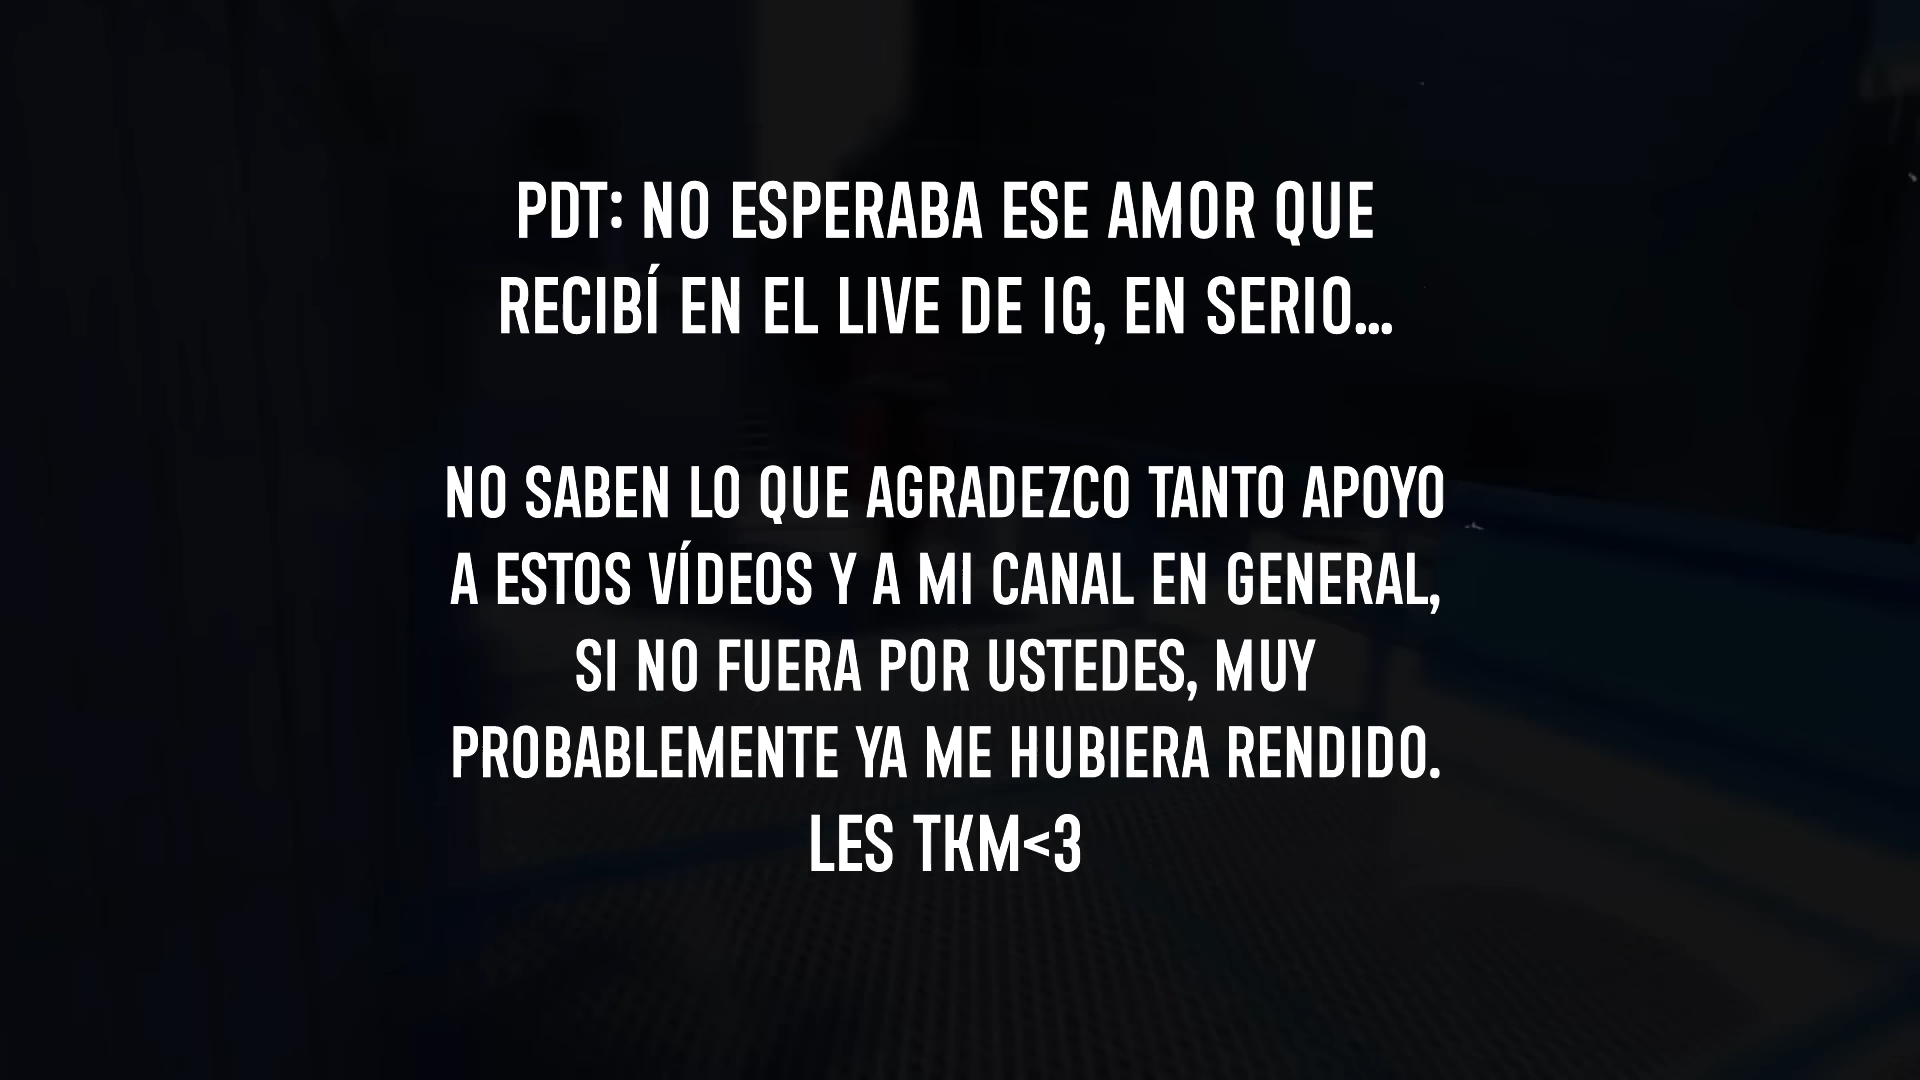 PDT: NO ESPERABA ESE AMOR QUE
RECIBÍ EN EL LIVE DE IG, EN SERIO...
NO SABEN LO QUE AGRADEZCO TANTO APOYO
A ESTOS VÍDEOS Y A MI CANAL EN GENERAL,
SI NO FUERA POR USTEDES, MUY
PROBABLEMENTE YA ME HUBIERA RENDIDO.
LES TKM<3